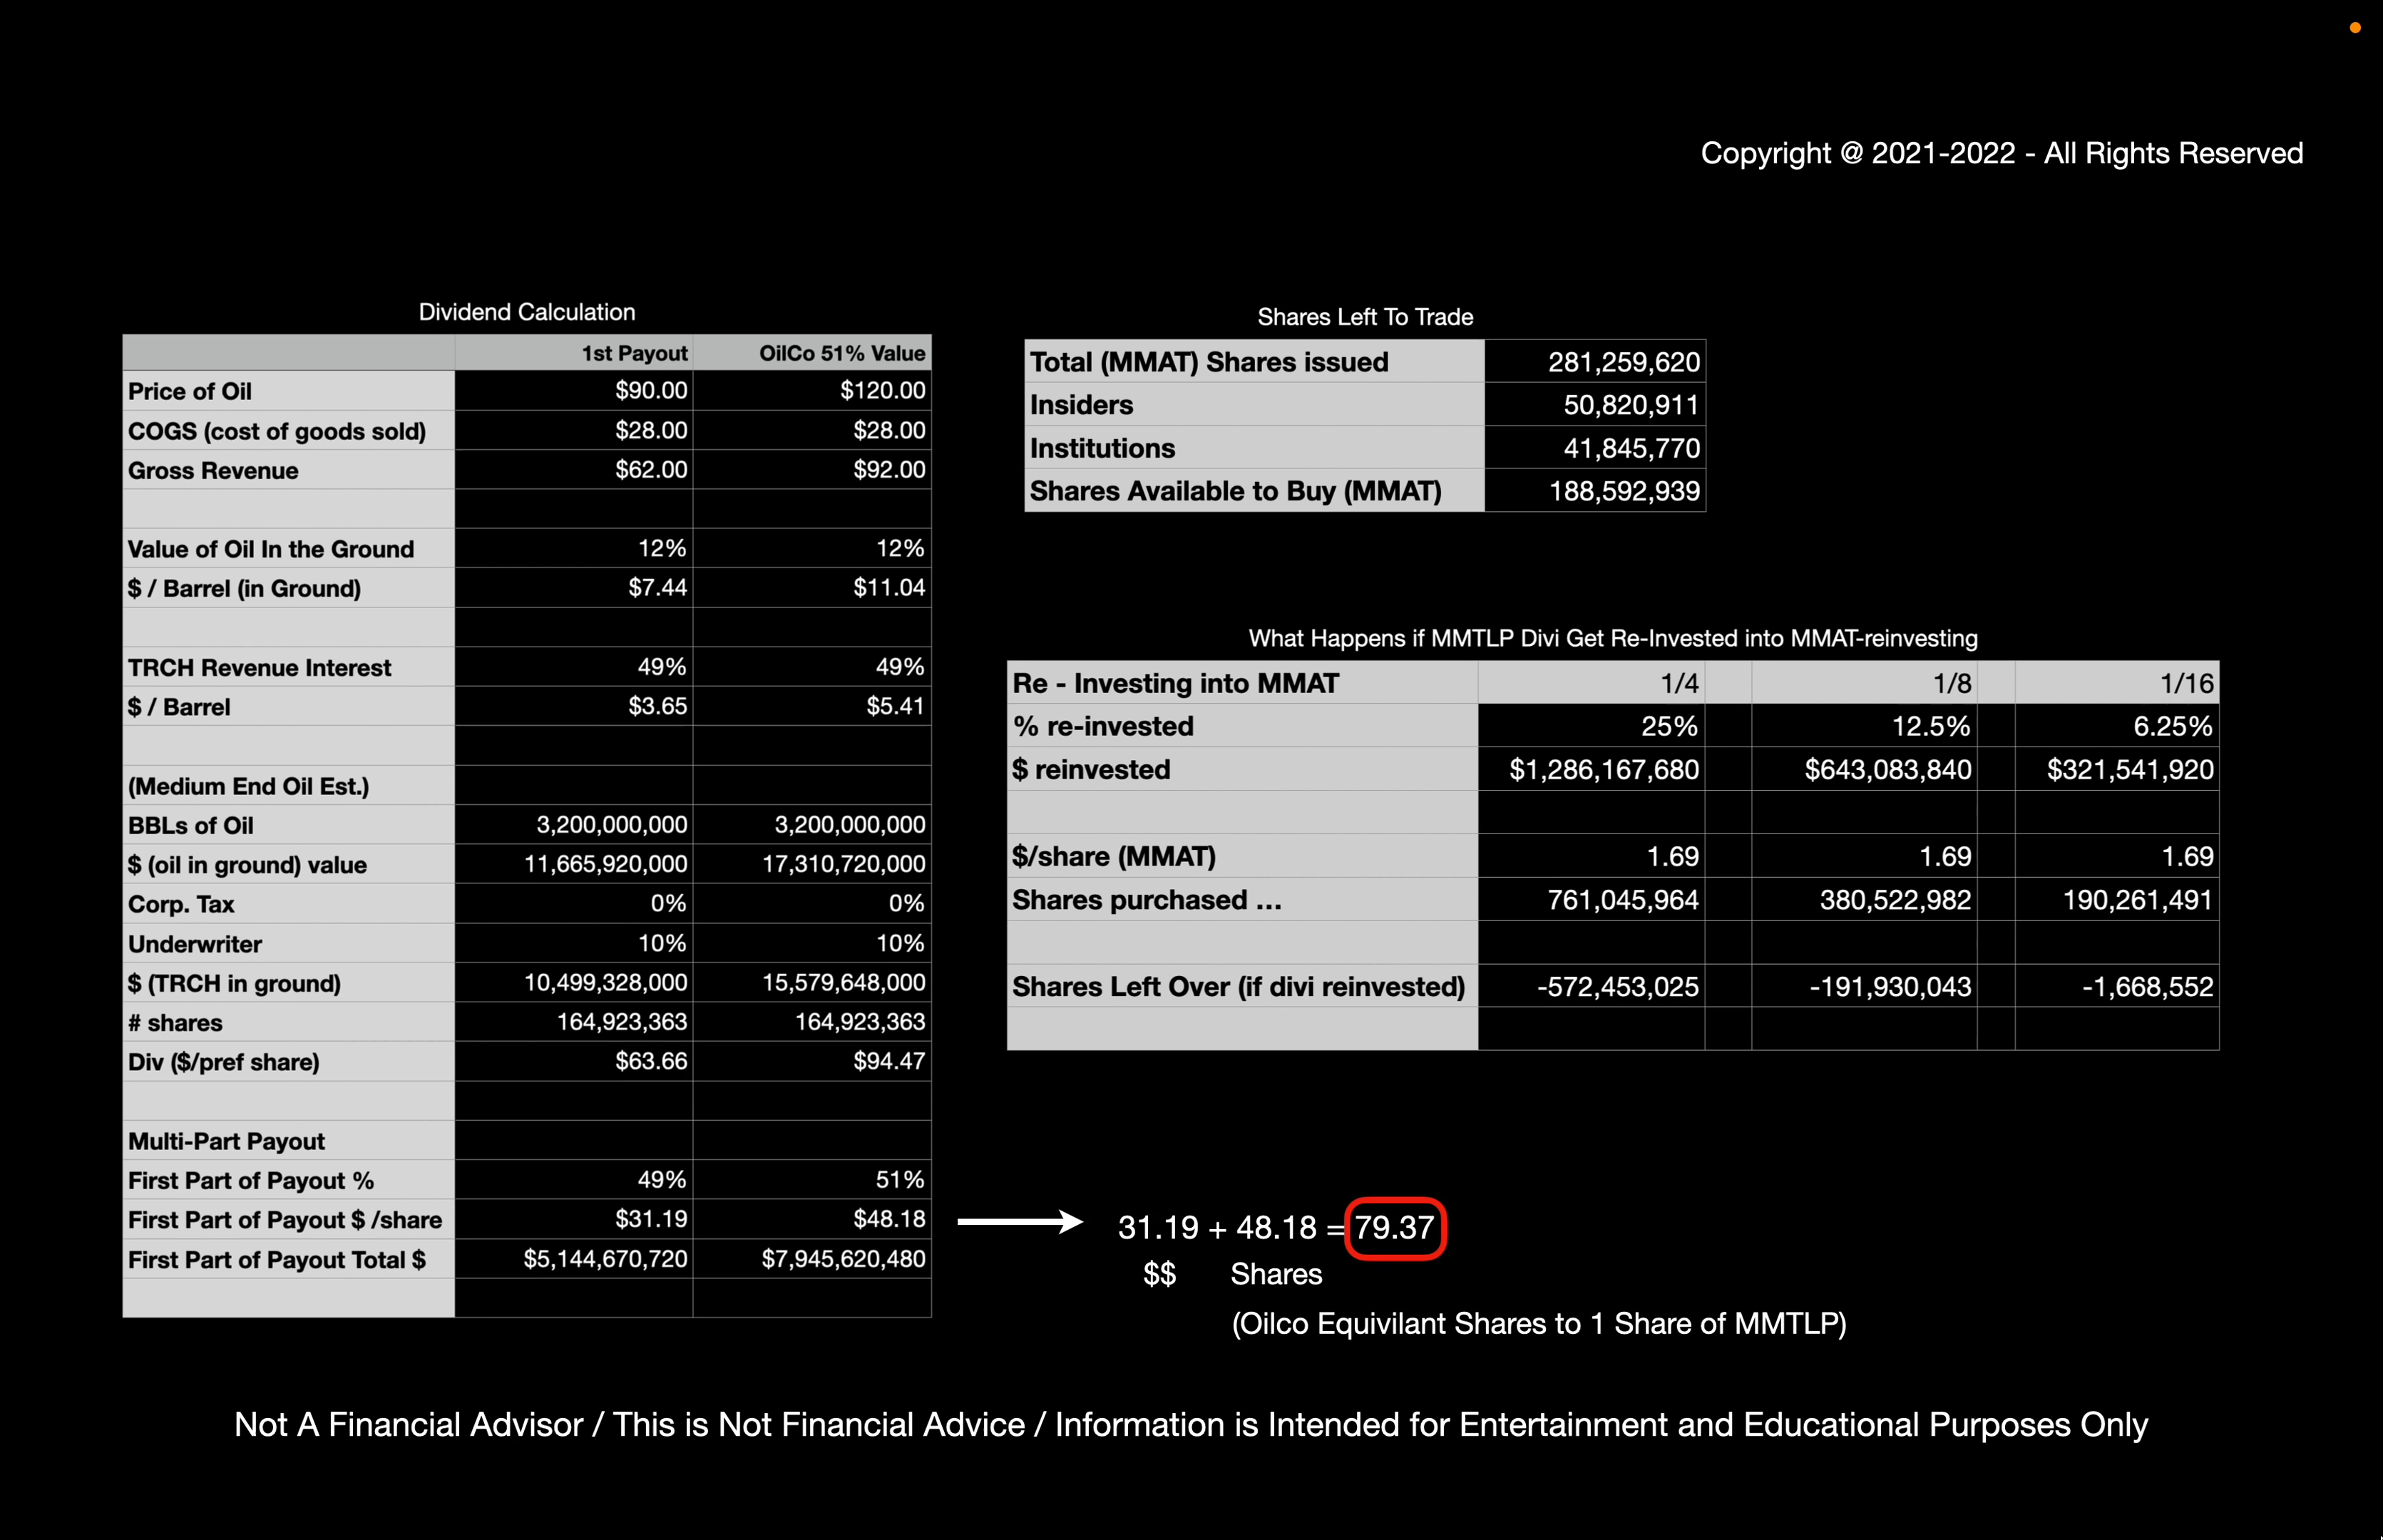 Copyright @ 2021-2022 - All Rights Reserved
Dividend Calculation
1st Payout OilCo 51% Value
Price of Oil $90.00 $120.00
COGS (cost of goods sold) $28.00 $28.00
Gross Revenue $62.00 $92.00
Value of Oil In the Ground 12% 12%
$ / Barrel (in Ground) $7.44 $11.04
TRCH Revenue Interest 49% 49%
$ / Barrel $3.65 $5.41
(Medium End Oil Est.)
BBLs of Oil 3,200,000,000 3,200,000,000
$ (oil in ground) value 11,665,920,000 17,310,720,000
Corp. Tax 0% 0%
Underwriter 10% 10%
$ (TRCH in ground) 10,499,328,000 15,579,648,000
# shares 164,923,363 164,923,363
Div ($/pref share) $63.66 $94.47
Multi-Part Payout
First Part of Payout % 49% 51%
First Part of Payout $ /share $31.19 $48.18
First Part of Payout Total $ $5,144,670,720 $7,945,620,480
Shares Left To Trade
Total (MMAT) Shares issued 281,259,620
Insiders 50,820,911
Institutions 41,845,770
Shares Available to Buy (MMAT) 188,592,939
What Happens if MMTLP Divi Get Re-Invested into MMAT-reinvesting
Re - Investing into MMAT 1/4 1/8 1/16
% re-invested 25% 12.5% 6.25%
$ reinvested $1,286,167,680 $643,083,840 $321,541,920
$/share (MMAT) 1.69 1.69 1.69
Shares purchased ... 761,045,964 380,522,982 190,261,491
Shares Left Over (if divi reinvested) -572,453,025 -191,930,043 -1,668,552
31.19 + 48.18 = 79.37
$$ Shares
(Oilco Equivilant Shares to 1 Share of MMTLP)
Not A Financial Advisor / This is Not Financial Advice / Information is Intended for Entertainment and Educational Purposes Only